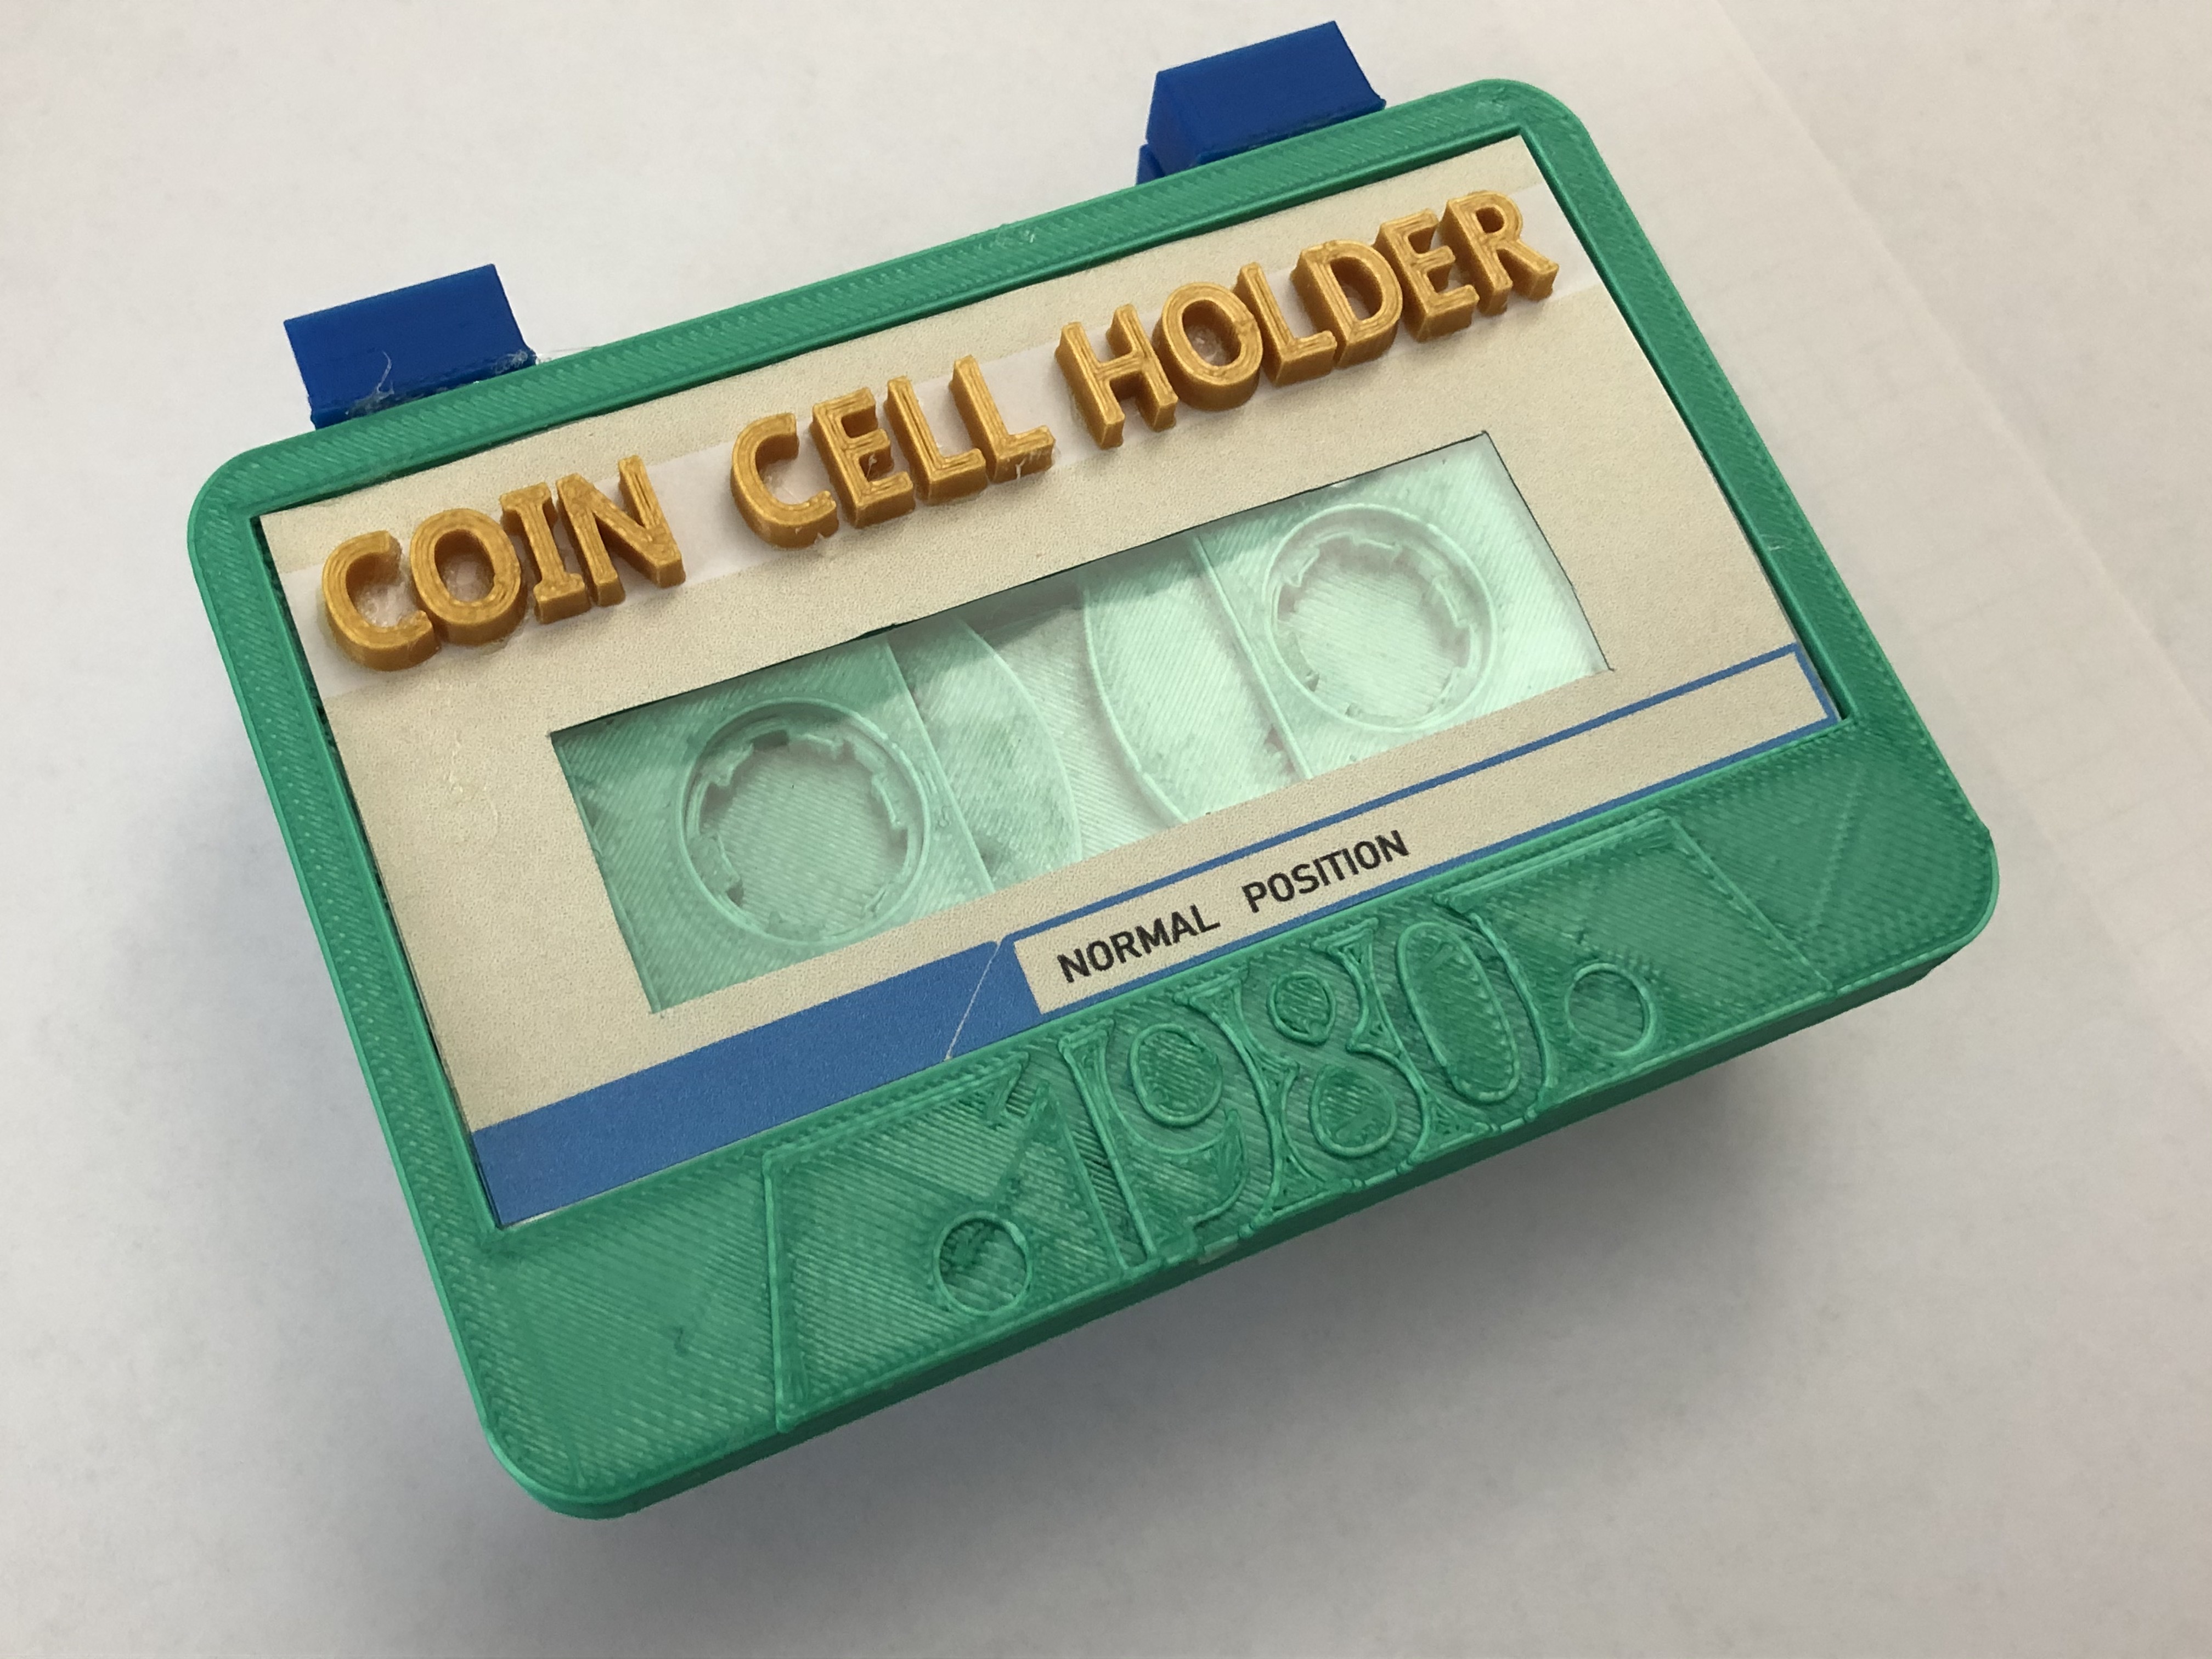 COIN CELL HOLDER
NORMAL POSITION
1980